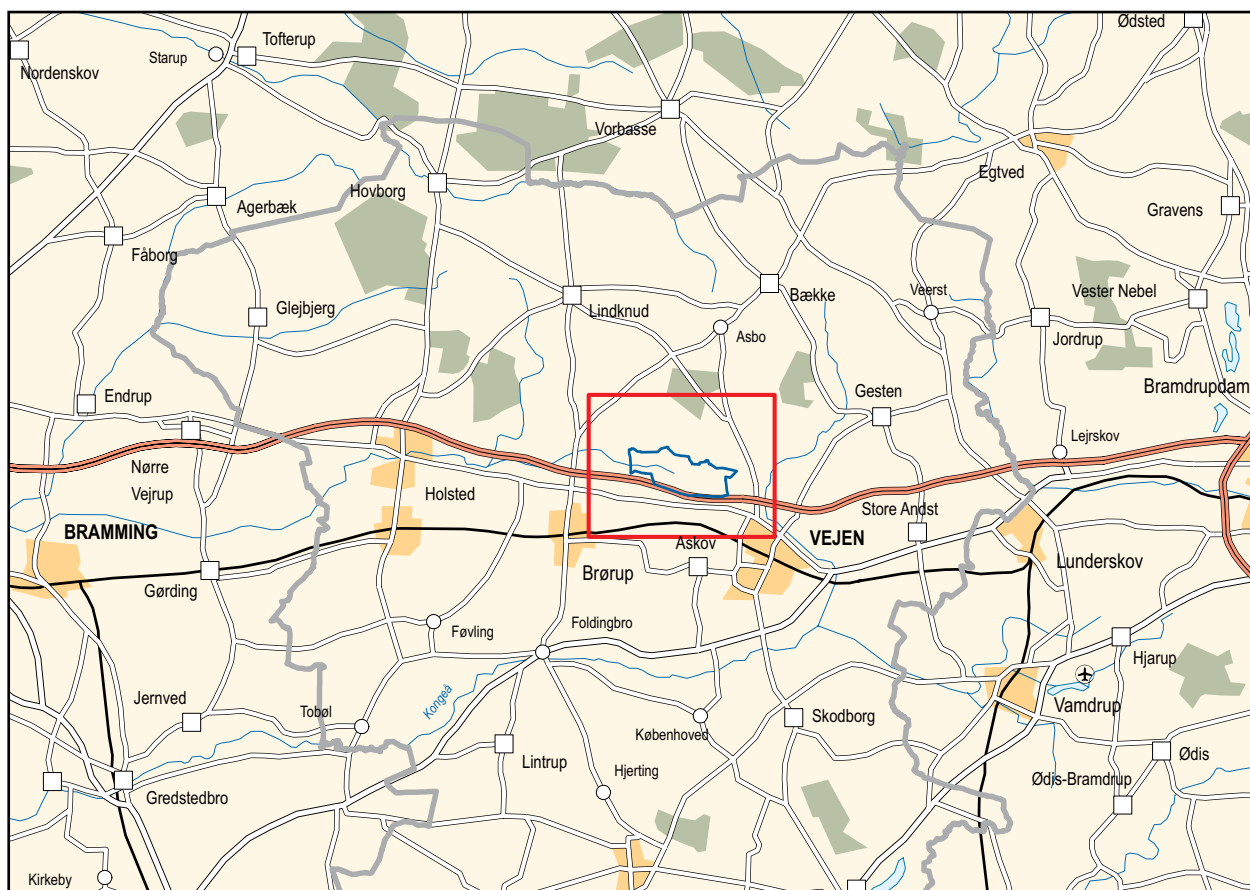 Ødsted
Tofterup
Starup
Nordenskov
Vorbasse
Egtved
Hovborg
Agerbæk
Gravens
Fåborg
Bække
Veerst
Vester Nebel
Glejbjerg
Lindknud
Asbo
Jordrup
Bramdrupdam
Endrup
Gesten
Lejrskov
Nørre
Vejrup
Holsted
Store Andst
BRAMMING
Askov
VEJEN
Lunderskov
Brørup
Gørding
Føvling
Foldingbro
Hjarup
Kongeå
Jernved
Tobøl
Vamdrup
Skodborg
Københoved
Lintrup
Ødis
Hjerting
Ødis-Bramdrup
Gredstedbro
Kirkeby